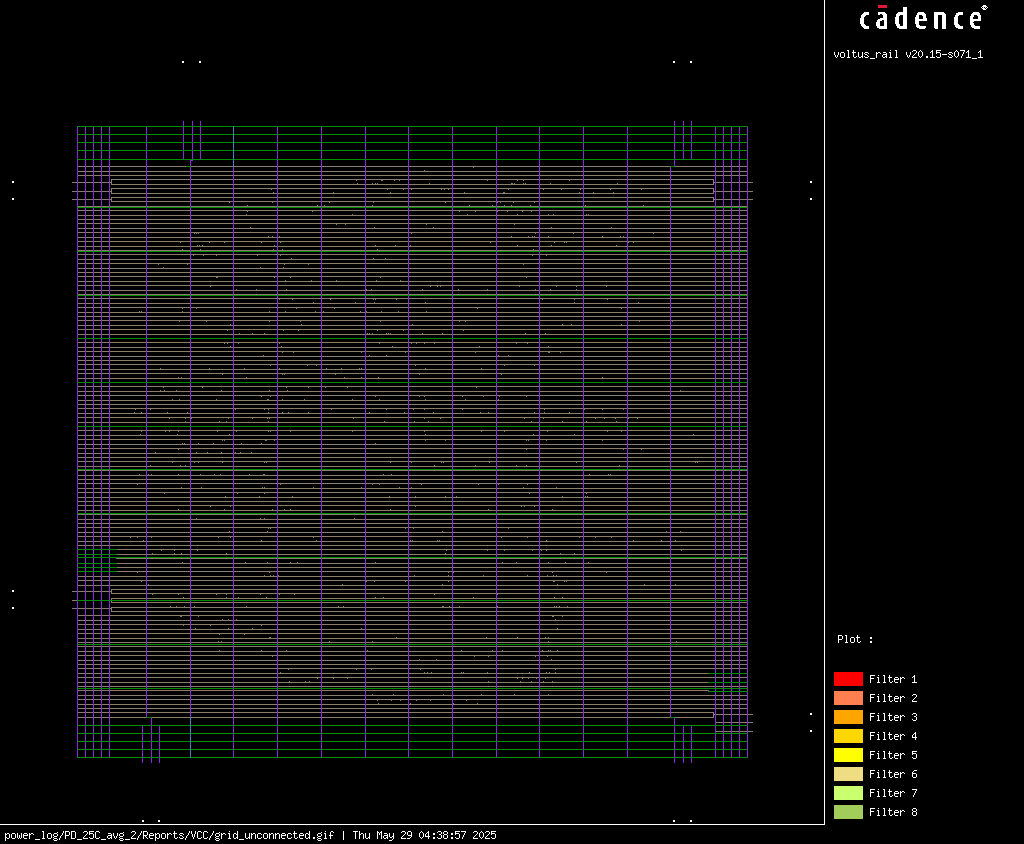 cādence®
voltus_rail v20.15-s071_1
Plot :
Filter 1
Filter 2
Filter 3
Filter 4
Filter 5
Filter 6
Filter 7
Filter 8
power_log/PD_25C_avg_2/Reports/VCC/grid_unconnected.gif | Thu May 29 04:38:57 2025